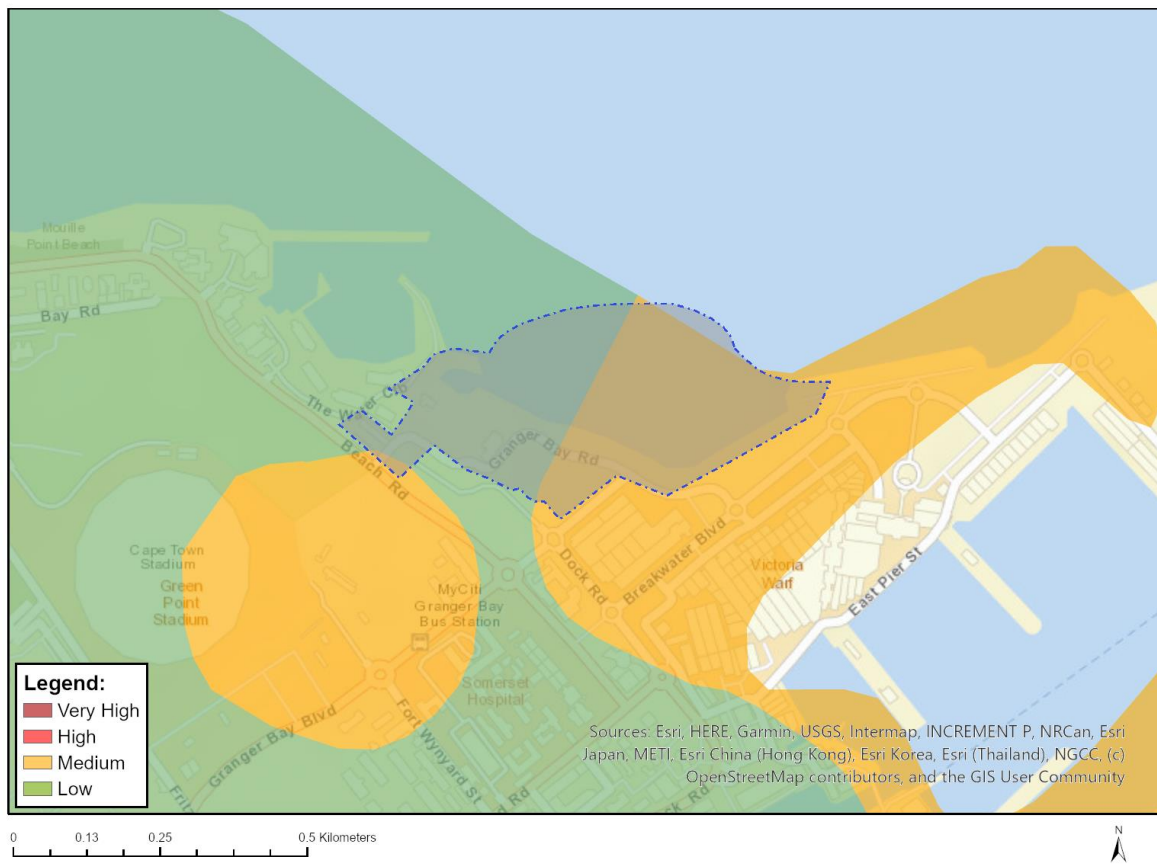 Mouille
Point Beach
Bay Rd
The Water Club
Beach Rd
Granger Bay Rd
Cape Town
Stadium
Green
Point
Stadium
MyCiti
Granger Bay
Bus Station
Dock Rd
Breakwater Blvd
Victoria
Warf
East Pier St
Somerset
Hospital
Granger Bay Blvd
Fort Wynyard St
Legend:
Very High
High
Medium
Low
Sources: Esri, HERE, Garmin, USGS, Intermap, INCREMENT P, NRCan, Esri
Japan, METI, Esri China (Hong Kong), Esri Korea, Esri (Thailand), NGCC, (c)
OpenStreetMap contributors, and the GIS User Community
0 0.13 0.25 0.5 Kilometers
N